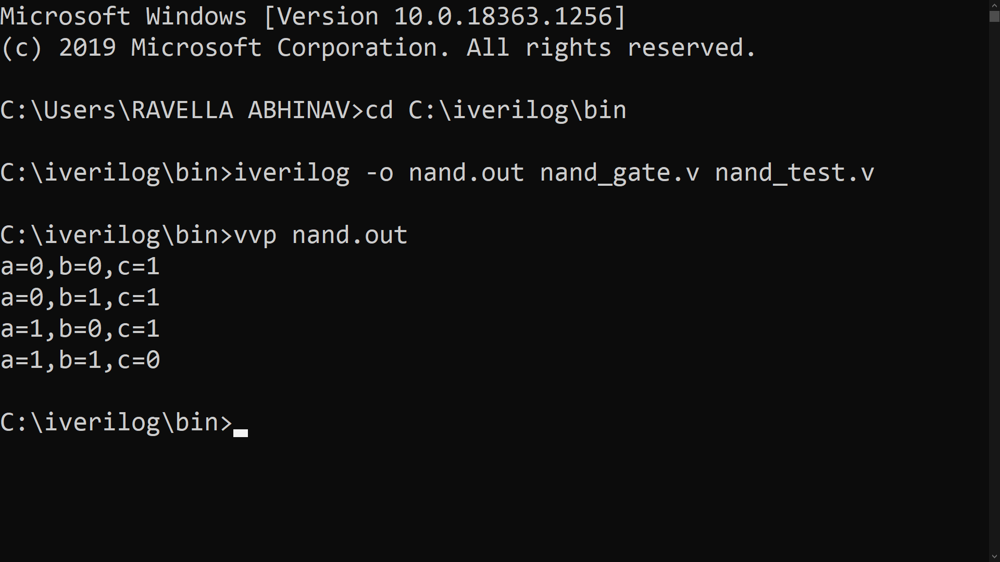 Microsoft Windows [Version 10.0.18363.1256]
(c) 2019 Microsoft Corporation. All rights reserved.
C:\Users\RAVELLA ABHINAV>cd C:\iverilog\bin
C:\iverilog\bin>iverilog -o nand.out nand_gate.v nand_test.v
C:\iverilog\bin>vvp nand.out
a=0,b=0,c=1
a=0,b=1,c=1
a=1,b=0,c=1
a=1,b=1,c=0
C:\iverilog\bin>